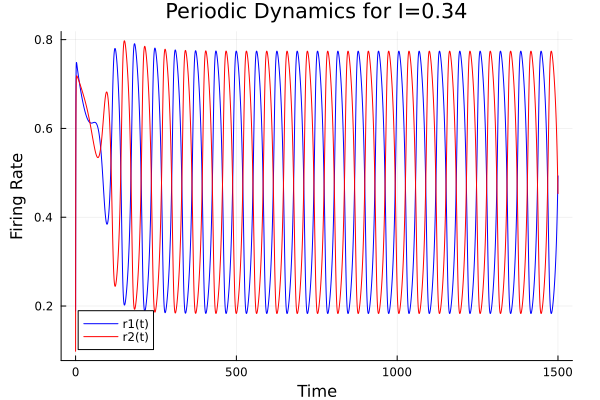 Periodic Dynamics for I=0.34
Firing Rate
0.8
0.6
0.4
0.2
r1(t)
r2(t)
0 500 1000 1500
Time